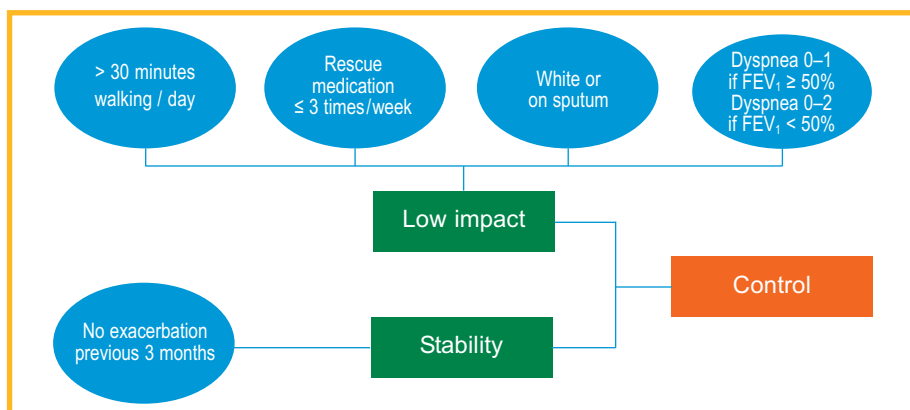 > 30 minutes
walking / day
Rescue
medication
≤ 3 times/week
White or
on sputum
Dyspnea 0–1
if FEV₁ ≥ 50%
Dyspnea 0–2
if FEV₁ < 50%
Low impact
Control
No exacerbation
previous 3 months
Stability